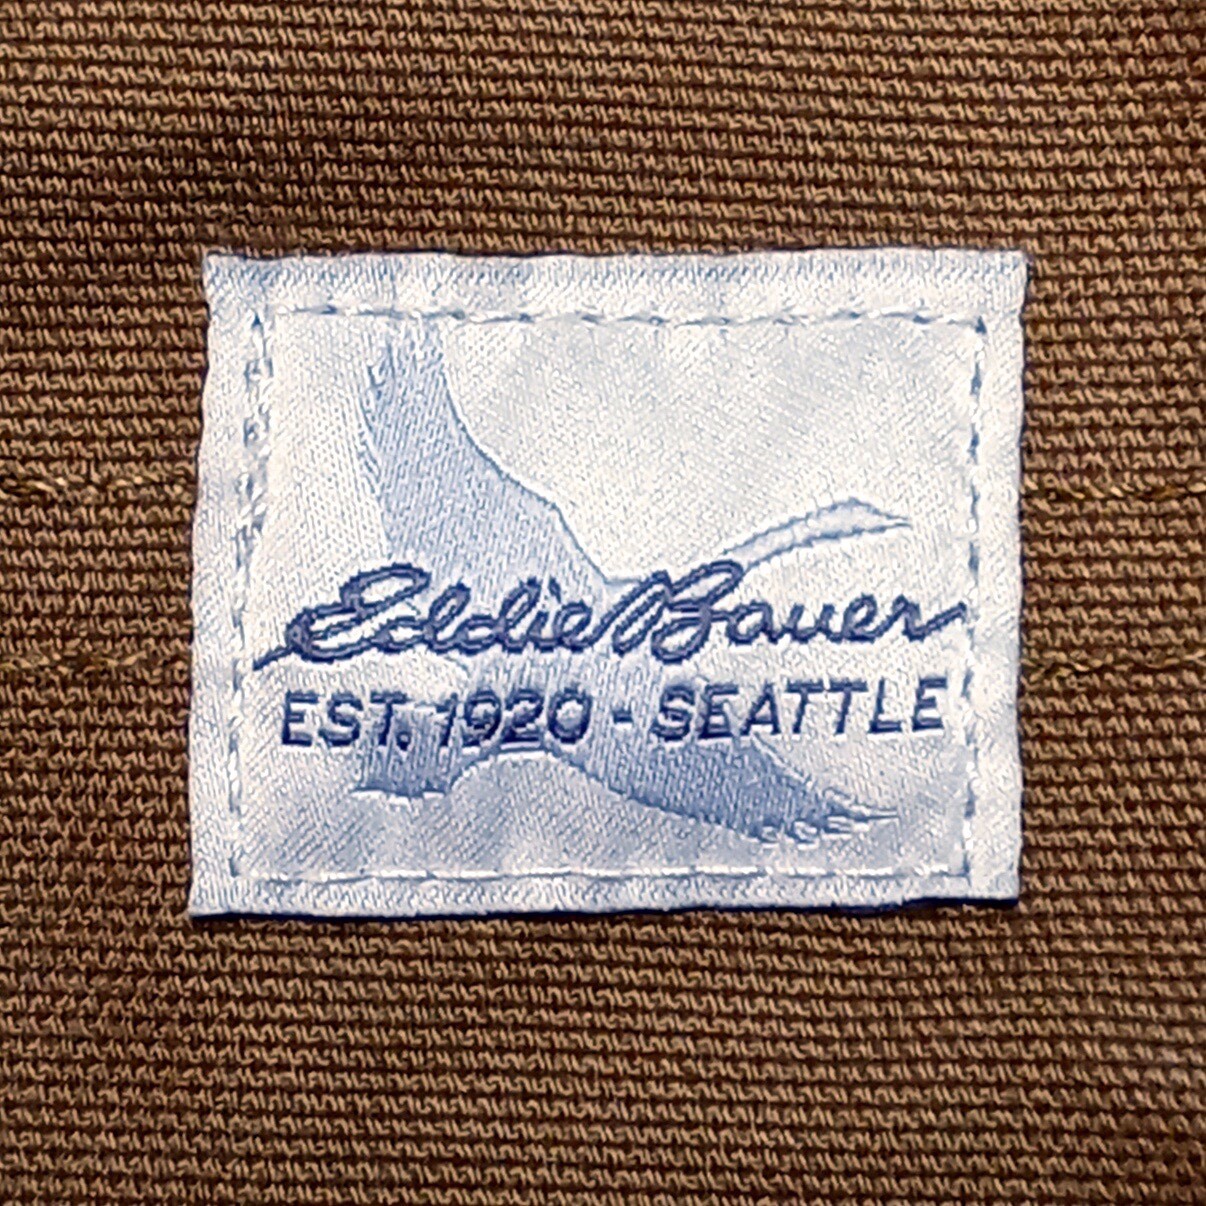 Eddie Bauer
EST. 1920 - SEATTLE